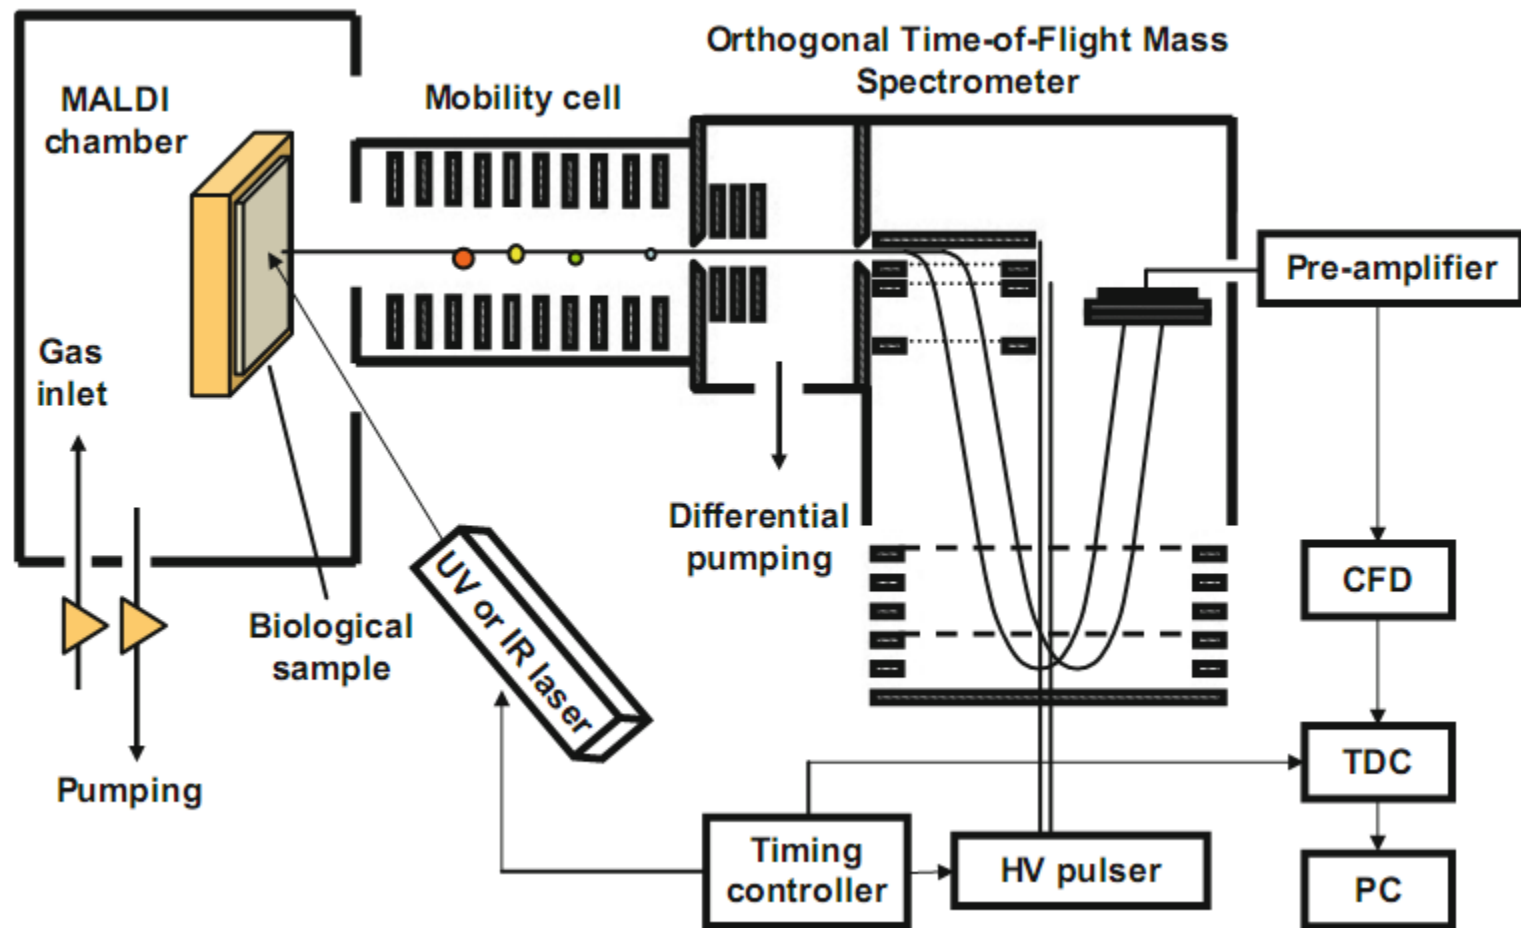 Orthogonal Time-of-Flight Mass
Spectrometer
MALDI
chamber
Mobility cell
Pre-amplifier
Gas
inlet
Differential
pumping
CFD
Biological
sample
UV or IR laser
TDC
Pumping
Timing
controller
HV pulser
PC